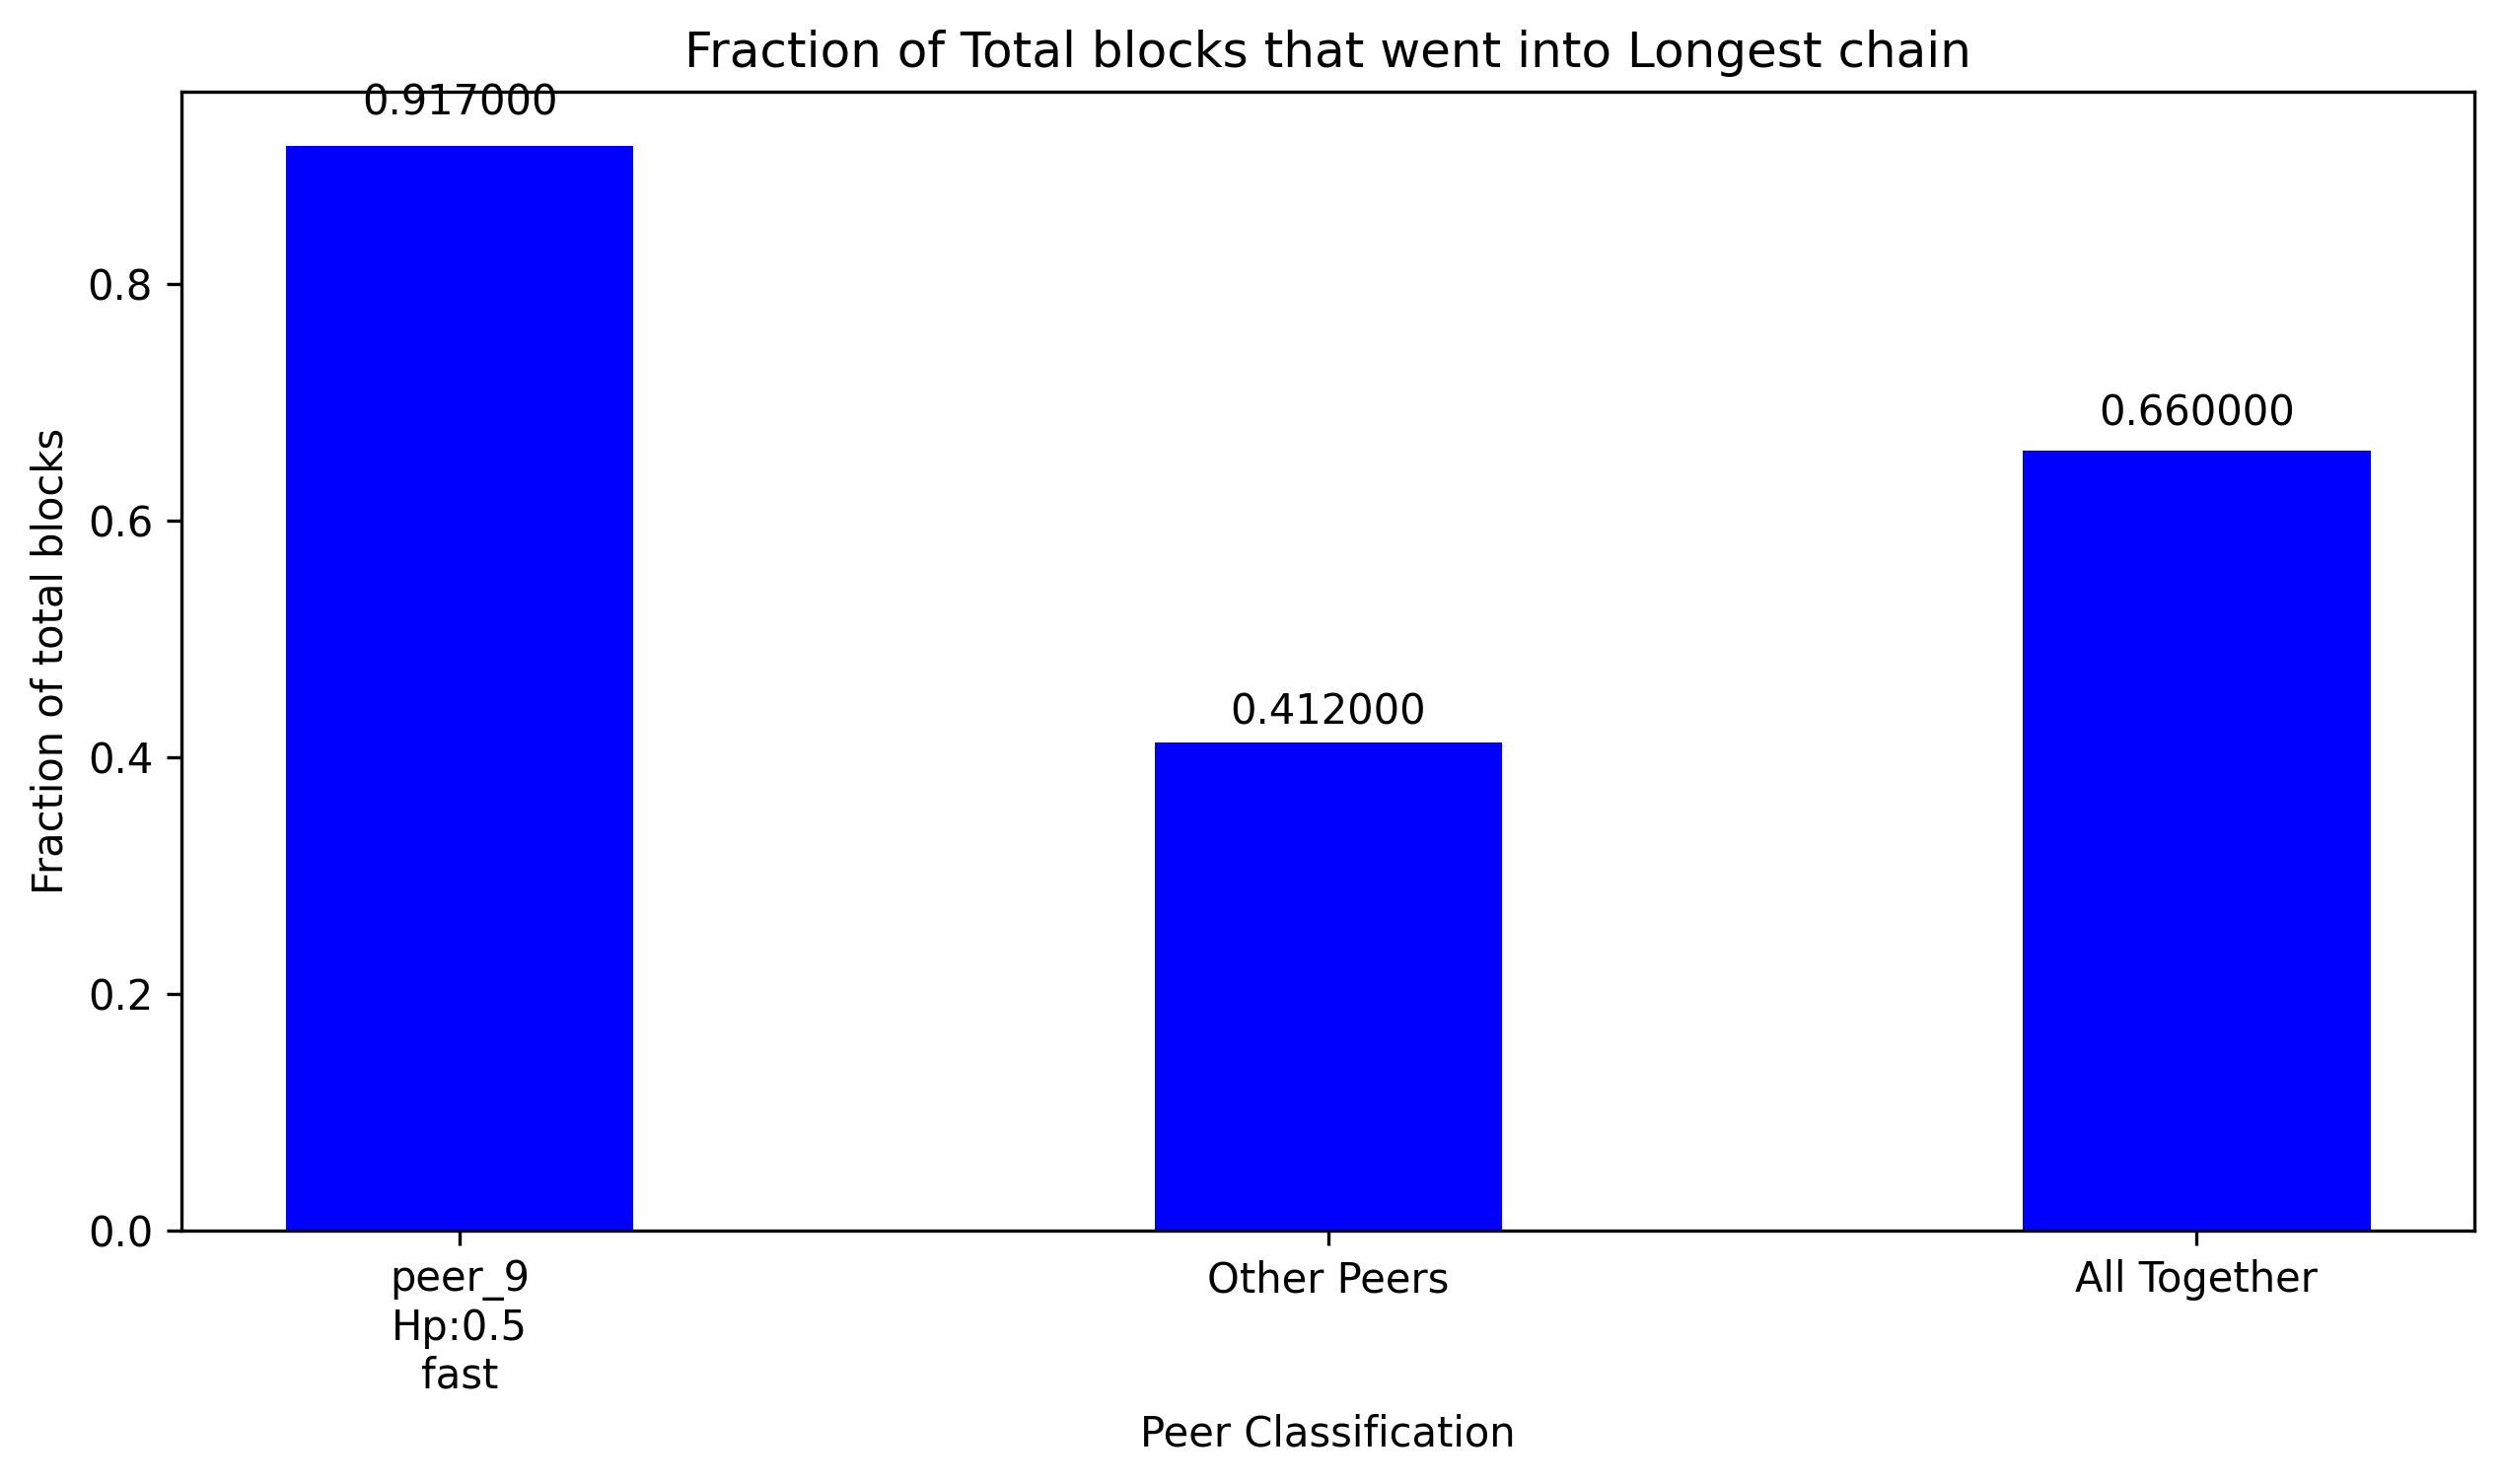 Fraction of Total blocks that went into Longest chain
0.917000
0.412000
0.660000
Fraction of total blocks
0.8
0.6
0.4
0.2
0.0
peer_9
Hp:0.5
fast
Other Peers
All Together
Peer Classification